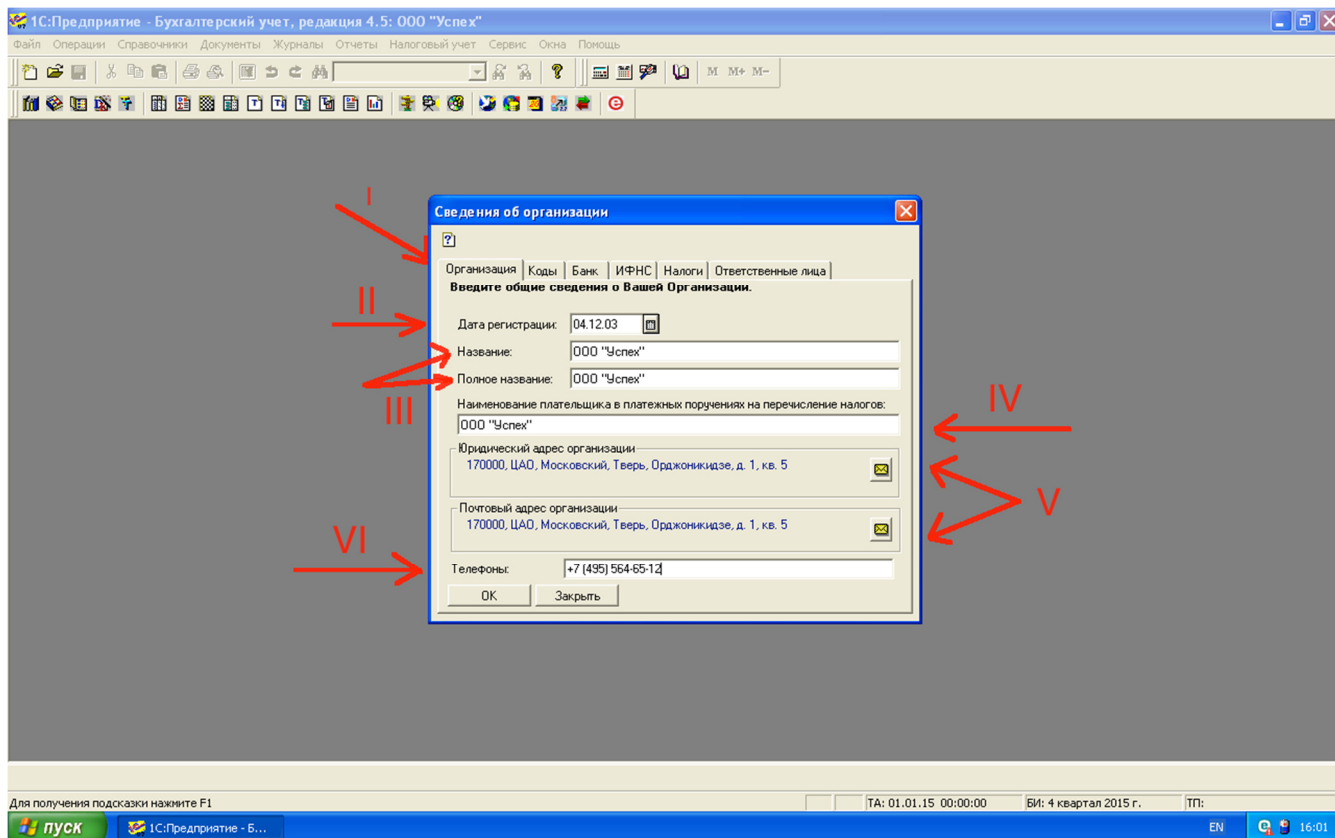 1С:Предприятие - Бухгалтерский учет, редакция 4.5: ООО "Успех"
Файл Операции Справочники Документы Журналы Отчеты Налоговый учет Сервис Окна Помощь
M M+ M-
I
Сведения об организации
Организация Коды Банк ИФНС Налоги Ответственные лица
Введите общие сведения о Вашей Организации.
II
Дата регистрации: 04.12.03
Название: ООО "Успех"
Полное название: ООО "Успех"
III
Наименование плательщика в платежных поручениях на перечисление налогов:
IV
ООО "Успех"
Юридический адрес организации
170000, ЦАО, Московский, Тверь, Орджоникидзе, д. 1, кв. 5
V
Почтовый адрес организации
170000, ЦАО, Московский, Тверь, Орджоникидзе, д. 1, кв. 5
VI
Телефоны: +7 (495) 564-65-12
OK Закрыть
Для получения подсказки нажмите F1 ТА: 01.01.15 00:00:00 БИ: 4 квартал 2015 г. ТП:
пуск 1С:Предприятие - Б... EN 16:01